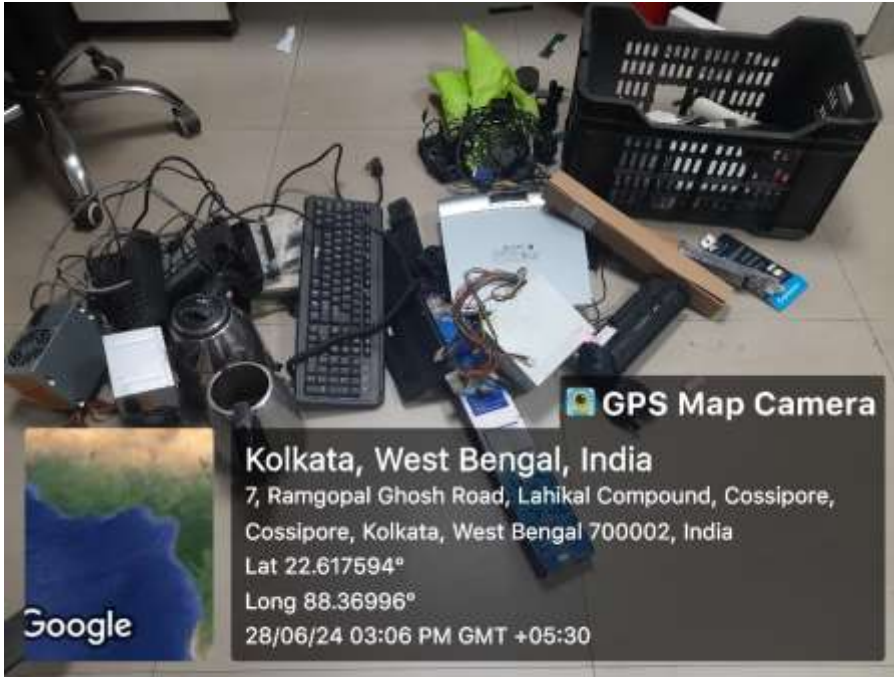 GPS Map Camera
Kolkata, West Bengal, India
7, Ramgopal Ghosh Road, Lahikal Compound, Cossipore,
Cossipore, Kolkata, West Bengal 700002, India
Lat 22.617594°
Long 88.36996°
28/06/24 03:06 PM GMT +05:30
Google